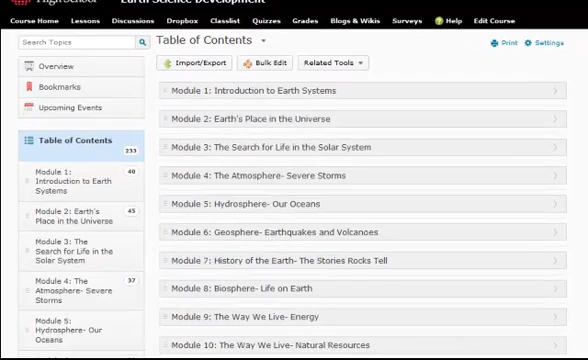 High School
Earth Science Development
Course Home Lessons Discussions Dropbox Classlist Quizzes Grades Blogs & Wikis Surveys Help Edit Course
Search Topics
Table of Contents
Print Settings
Import/Export Bulk Edit Related Tools
Overview
Bookmarks
Upcoming Events
Table of Contents
233
Module 1:
Introduction to Earth
Systems
40
Module 2: Earth's
Place in the Universe
45
Module 3: The
Search for Life in the
Solar System
Module 4: The
Atmosphere- Severe
Storms
37
Module 5:
Hydrosphere- Our
Oceans
Module 1: Introduction to Earth Systems
Module 2: Earth's Place in the Universe
Module 3: The Search for Life in the Solar System
Module 4: The Atmosphere- Severe Storms
Module 5: Hydrosphere- Our Oceans
Module 6: Geosphere- Earthquakes and Volcanoes
Module 7: History of the Earth- The Stories Rocks Tell
Module 8: Biosphere- Life on Earth
Module 9: The Way We Live- Energy
Module 10: The Way We Live- Natural Resources